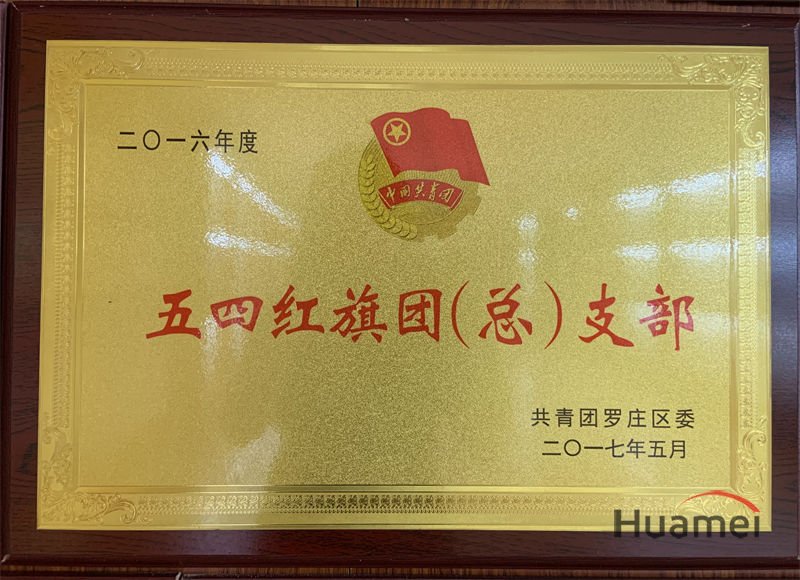 二〇一六年度
中国共青团
五四红旗团(总)支部
共青团罗庄区委
二〇一七年五月
Huamei